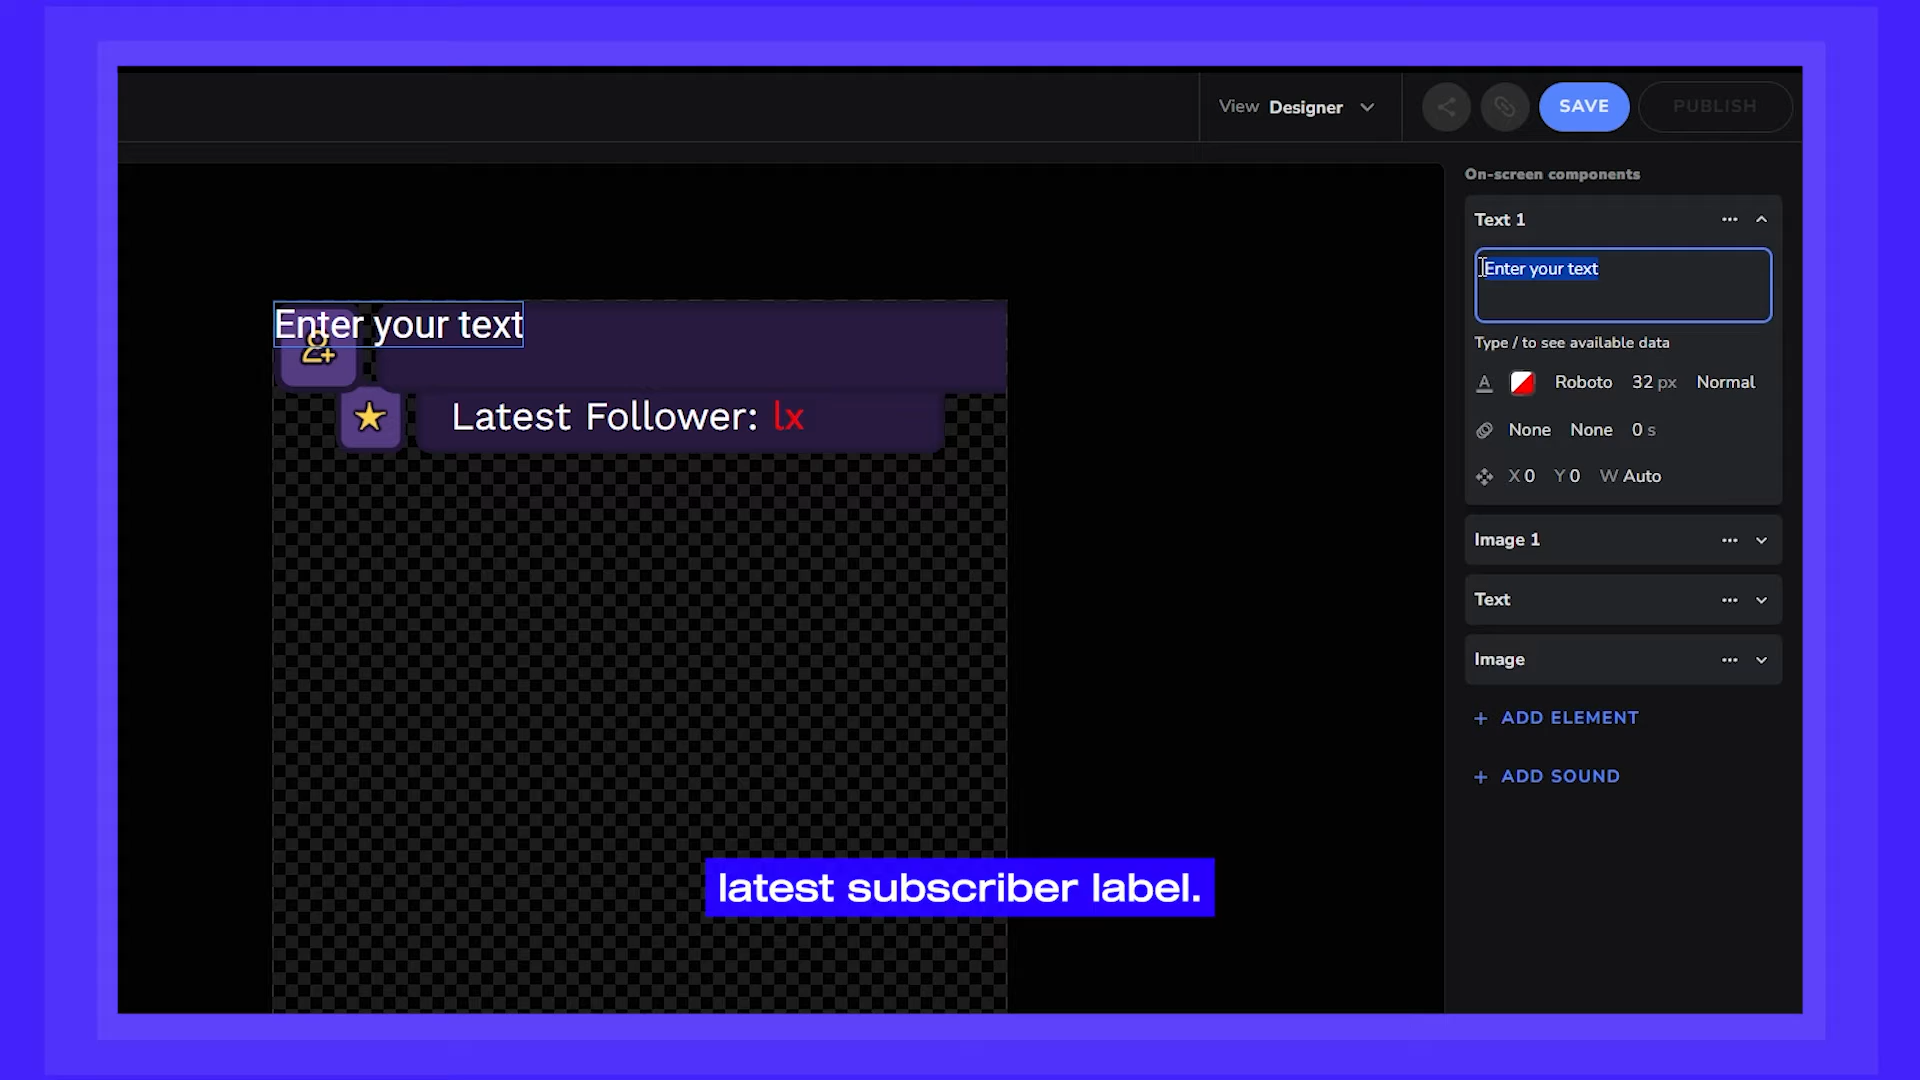 View Designer
SAVE
PUBLISH
On-screen components
Text 1
Enter your text
Type / to see available data
A Roboto 32 px Normal
None None 0 s
X 0 Y 0 W Auto
Image 1
Text
Image
+ ADD ELEMENT
+ ADD SOUND
Enter your text
Latest Follower: lx
latest subscriber label.